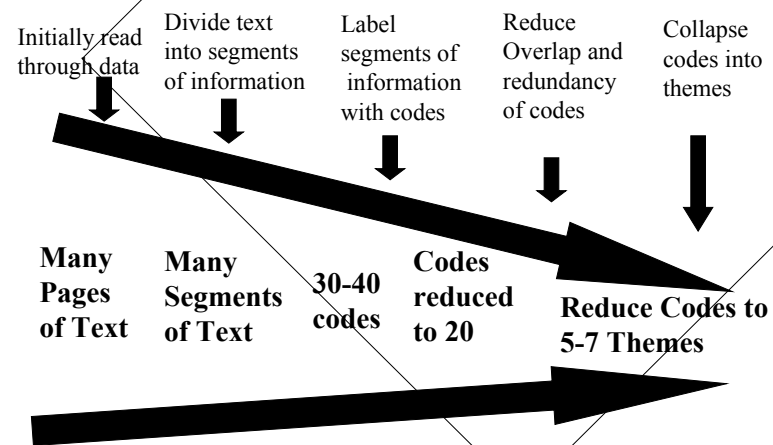 Initially read
through data
Divide text
into segments
of information
Label
segments of
information
with codes
Reduce
Overlap and
redundancy
of codes
Collapse
codes into
themes
Many
Pages
of Text
Many
Segments
of Text
30-40
codes
Codes
reduced
to 20
Reduce Codes to
5-7 Themes